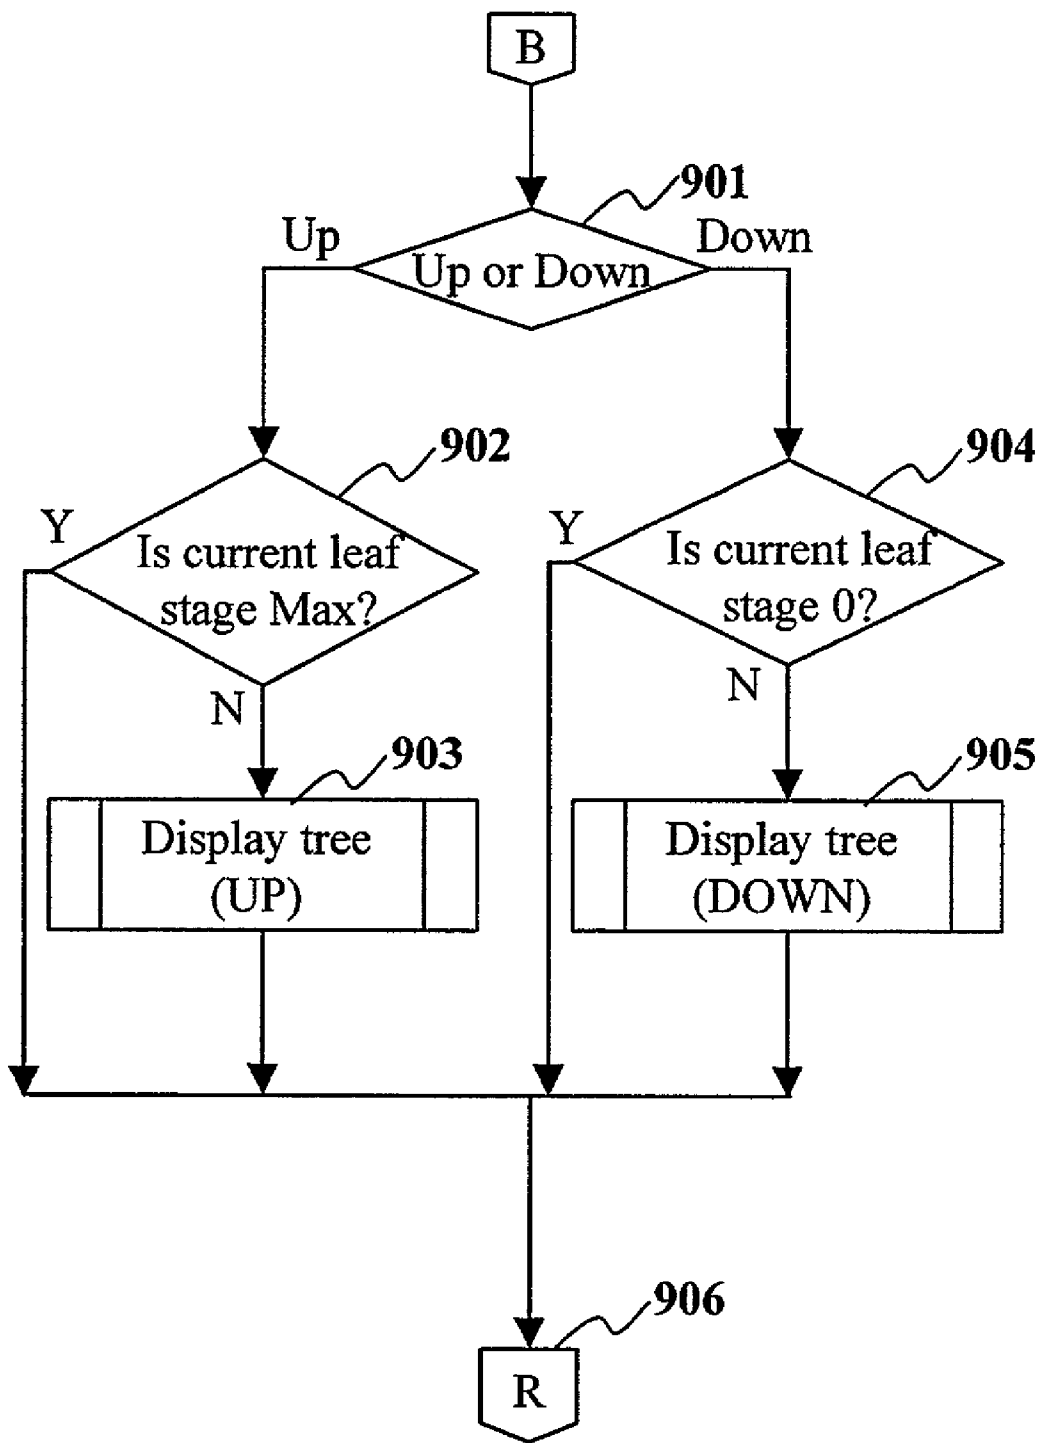 B
901
Up
Down
Up or Down
902
904
Y
Is current leaf
stage Max?
Y
Is current leaf
stage 0?
N
N
903
905
Display tree
(UP)
Display tree
(DOWN)
906
R